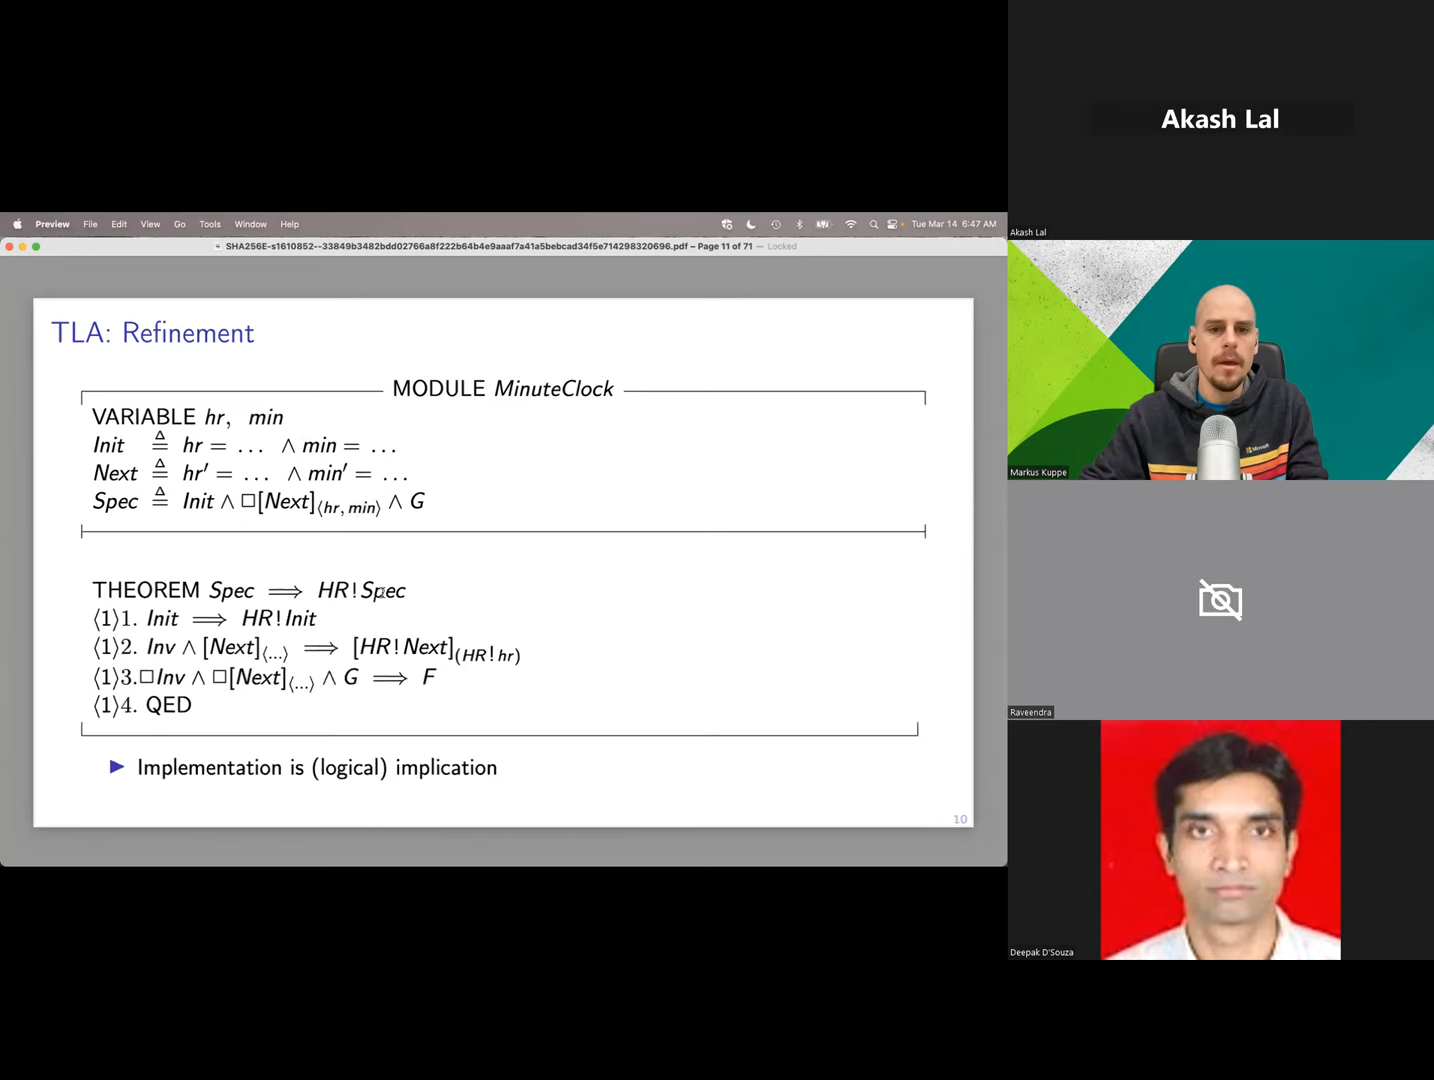 Akash Lal
Akash Lal
Preview File Edit View Go Tools Window Help Tue Mar 14 6:47 AM
SHA256E-s1610852--33849b3482bdd02766a8f222b64b4e9aaaf7a41a5bebcad34f5e714298320696.pdf – Page 11 of 71 — Locked
TLA: Refinement
MODULE MinuteClock
VARIABLE hr, min
Init ≜ hr = ... ∧ min = ...
Next ≜ hr′ = ... ∧ min′ = ...
Spec ≜ Init ∧ □[Next]⟨hr, min⟩ ∧ G
THEOREM Spec ⟹ HR!Spec
⟨1⟩1. Init ⟹ HR!Init
⟨1⟩2. Inv ∧ [Next]⟨...⟩ ⟹ [HR!Next](HR!hr)
⟨1⟩3.□Inv ∧ □[Next]⟨...⟩ ∧ G ⟹ F
⟨1⟩4. QED
▶ Implementation is (logical) implication
10
Microsoft
Markus Kuppe
Raveendra
Deepak D'Souza